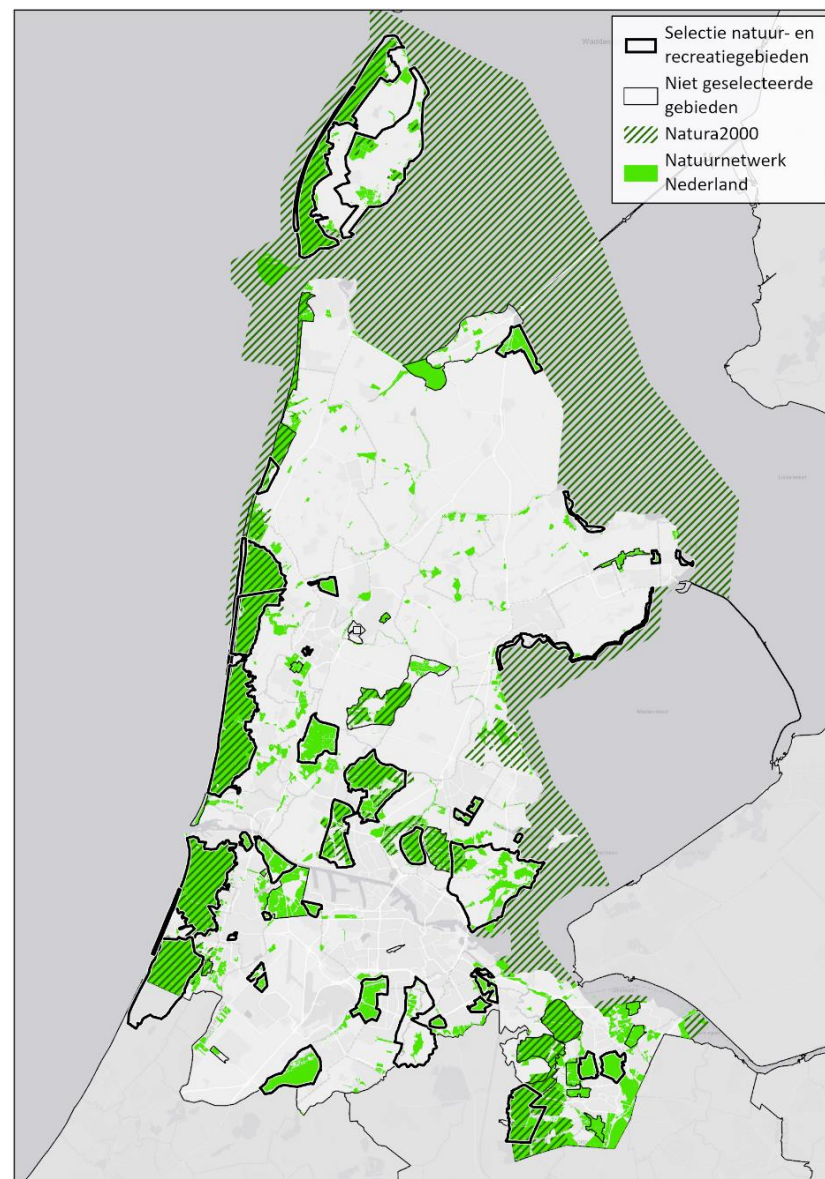 Selectie natuur- en
recreatiegebieden
Niet geselecteerde
gebieden
Natura2000
Natuurnetwerk
Nederland